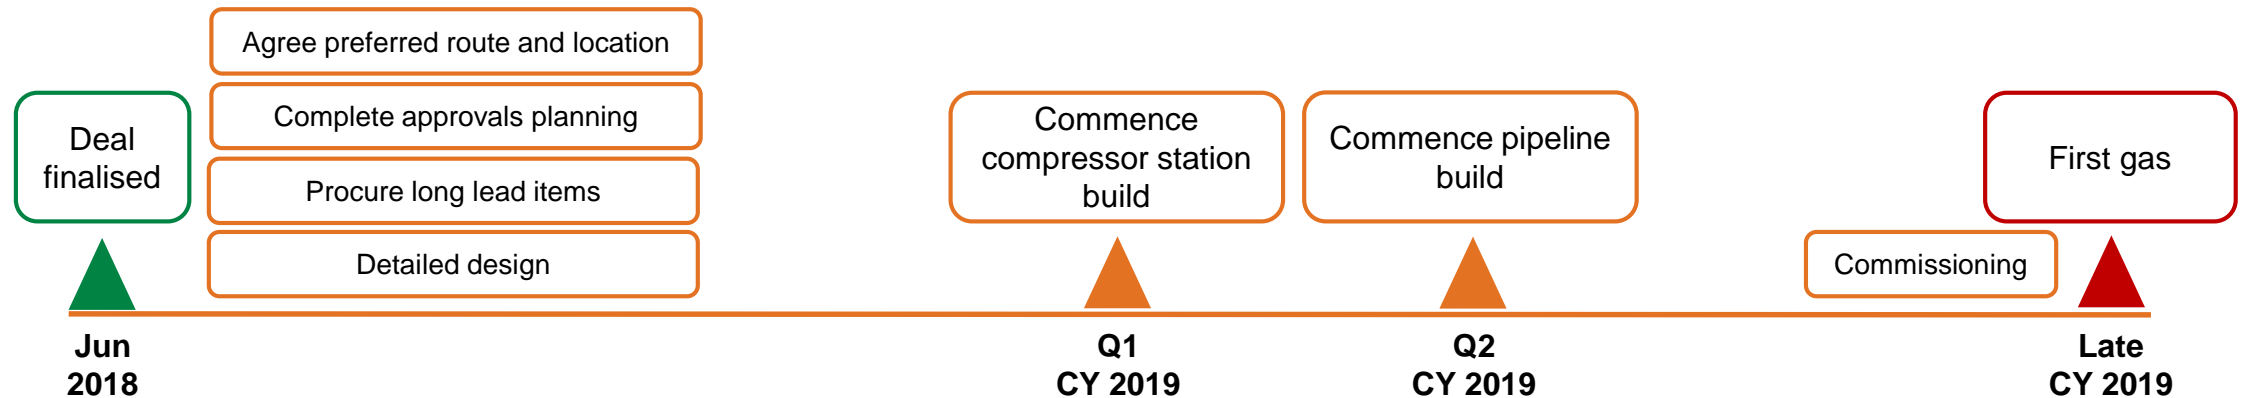 Deal
finalised
Agree preferred route and location
Complete approvals planning
Procure long lead items
Detailed design
Commence
compressor station
build
Commence pipeline
build
Commissioning
First gas
Jun
2018
Q1
CY 2019
Q2
CY 2019
Late
CY 2019